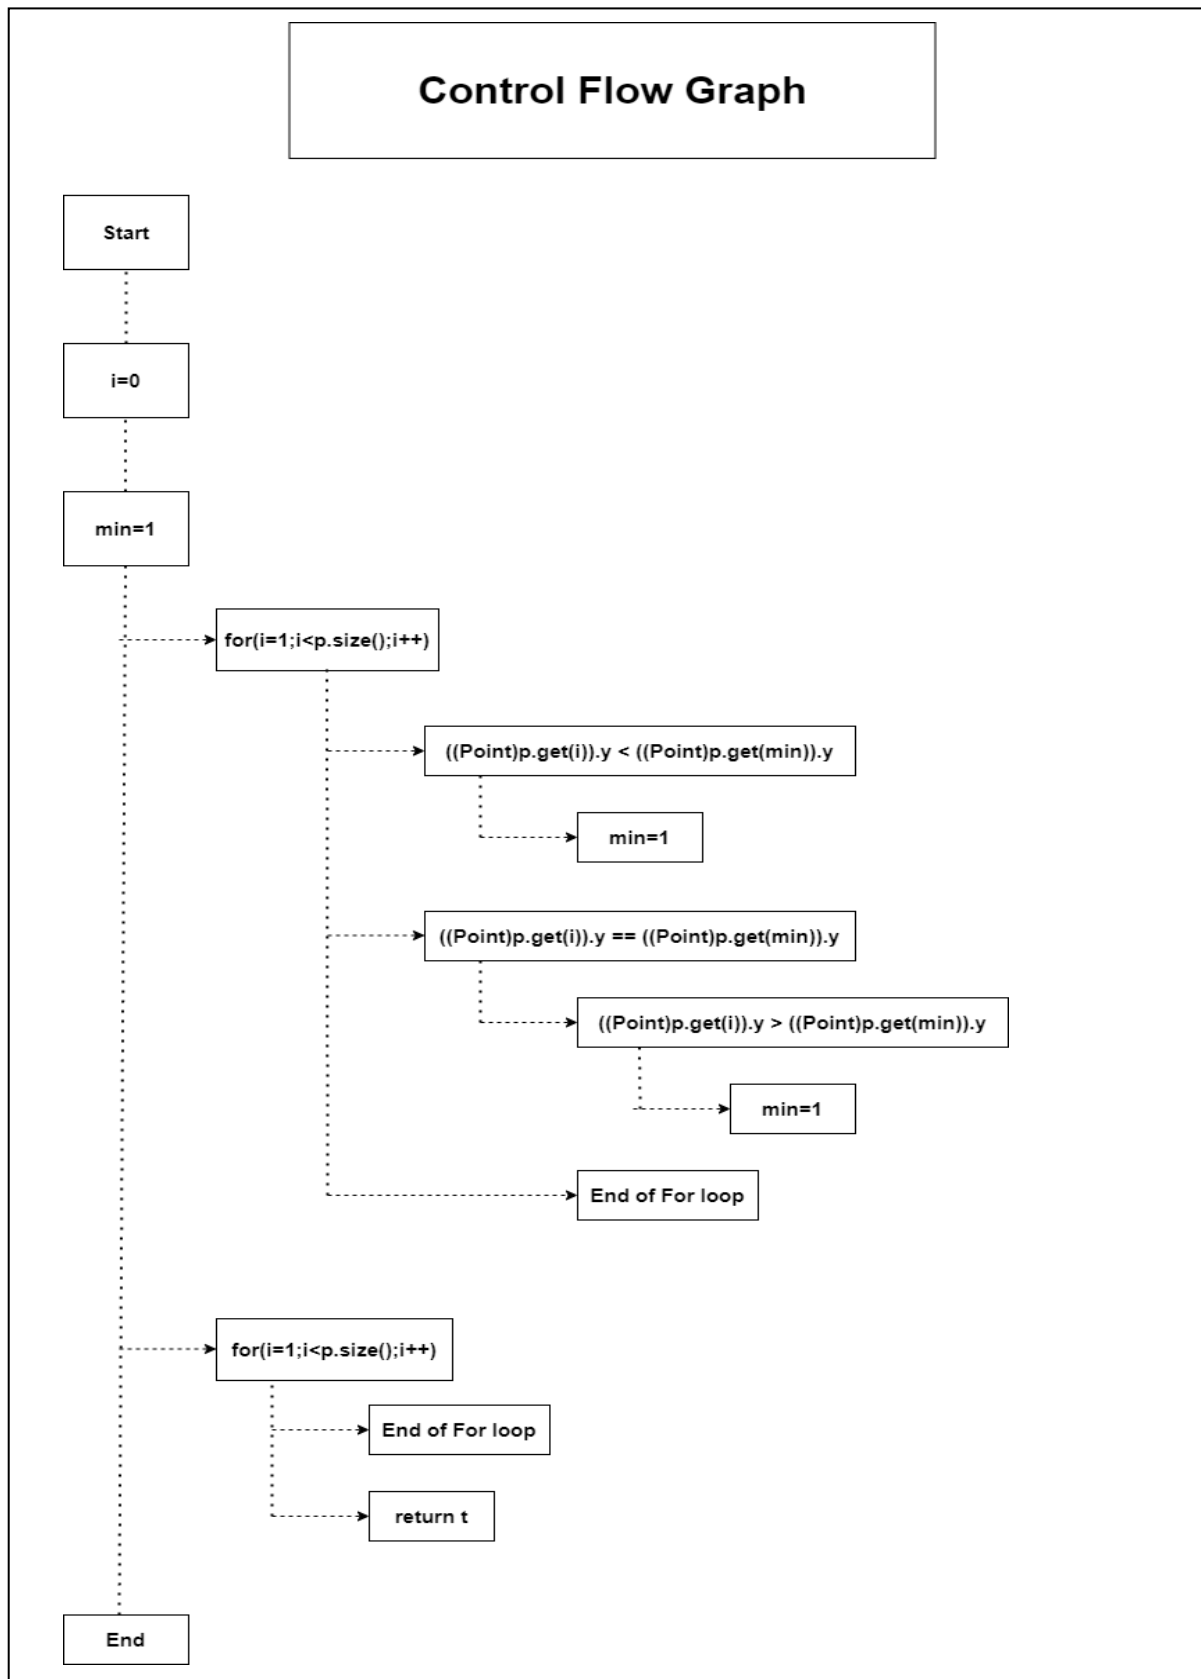 Control Flow Graph
Start
i=0
min=1
for(i=1;i<p.size();i++)
((Point)p.get(i)).y < ((Point)p.get(min)).y
min=1
((Point)p.get(i)).y == ((Point)p.get(min)).y
((Point)p.get(i)).y > ((Point)p.get(min)).y
min=1
End of For loop
for(i=1;i<p.size();i++)
End of For loop
return t
End